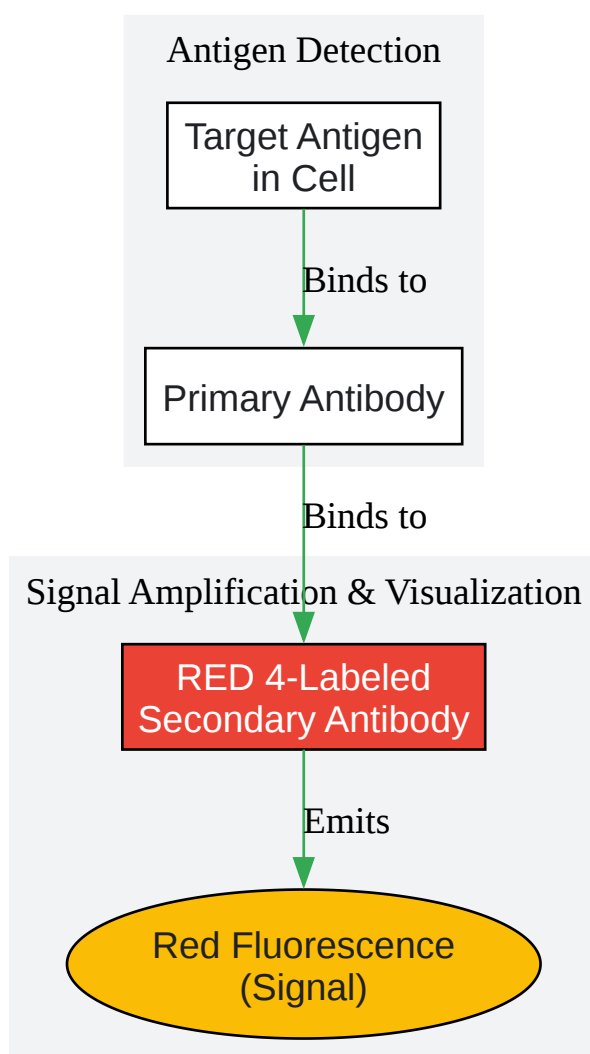 Antigen Detection
Target Antigen
in Cell
Binds to
Primary Antibody
Binds to
Signal Amplification & Visualization
RED 4-Labeled
Secondary Antibody
Emits
Red Fluorescence
(Signal)